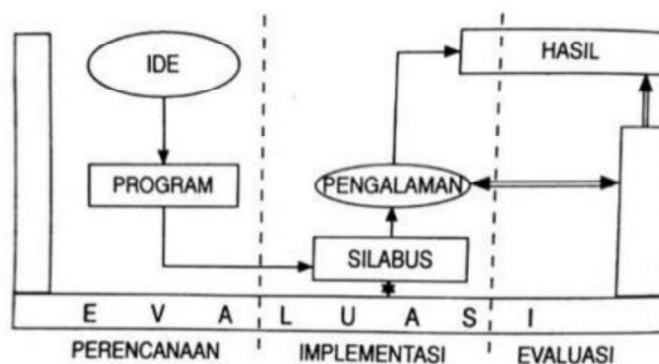 IDE
HASIL
PROGRAM
PENGALAMAN
SILABUS
E V A L U A S I
PERENCANAAN
IMPLEMENTASI
EVALUASI